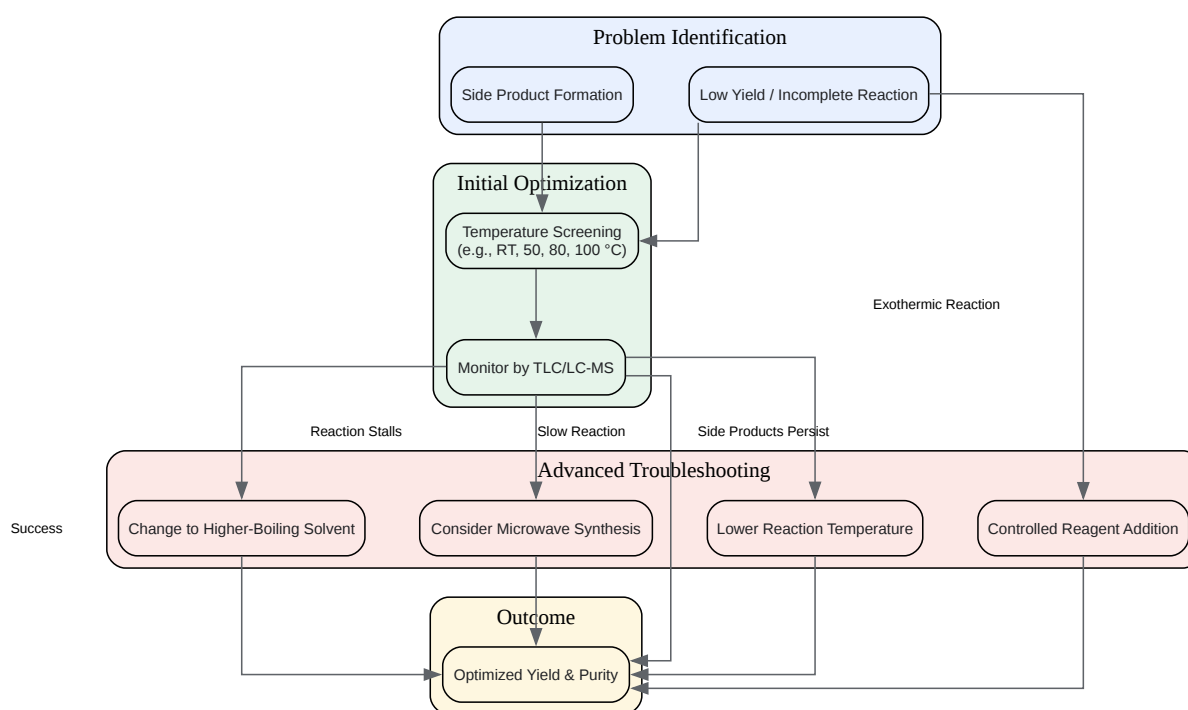 Problem Identification
Side Product Formation
Low Yield / Incomplete Reaction
Initial Optimization
Temperature Screening
(e.g., RT, 50, 80, 100 °C)
Exothermic Reaction
Monitor by TLC/LC-MS
Reaction Stalls
Slow Reaction
Side Products Persist
Advanced Troubleshooting
Success
Change to Higher-Boiling Solvent
Consider Microwave Synthesis
Lower Reaction Temperature
Controlled Reagent Addition
Outcome
Optimized Yield & Purity